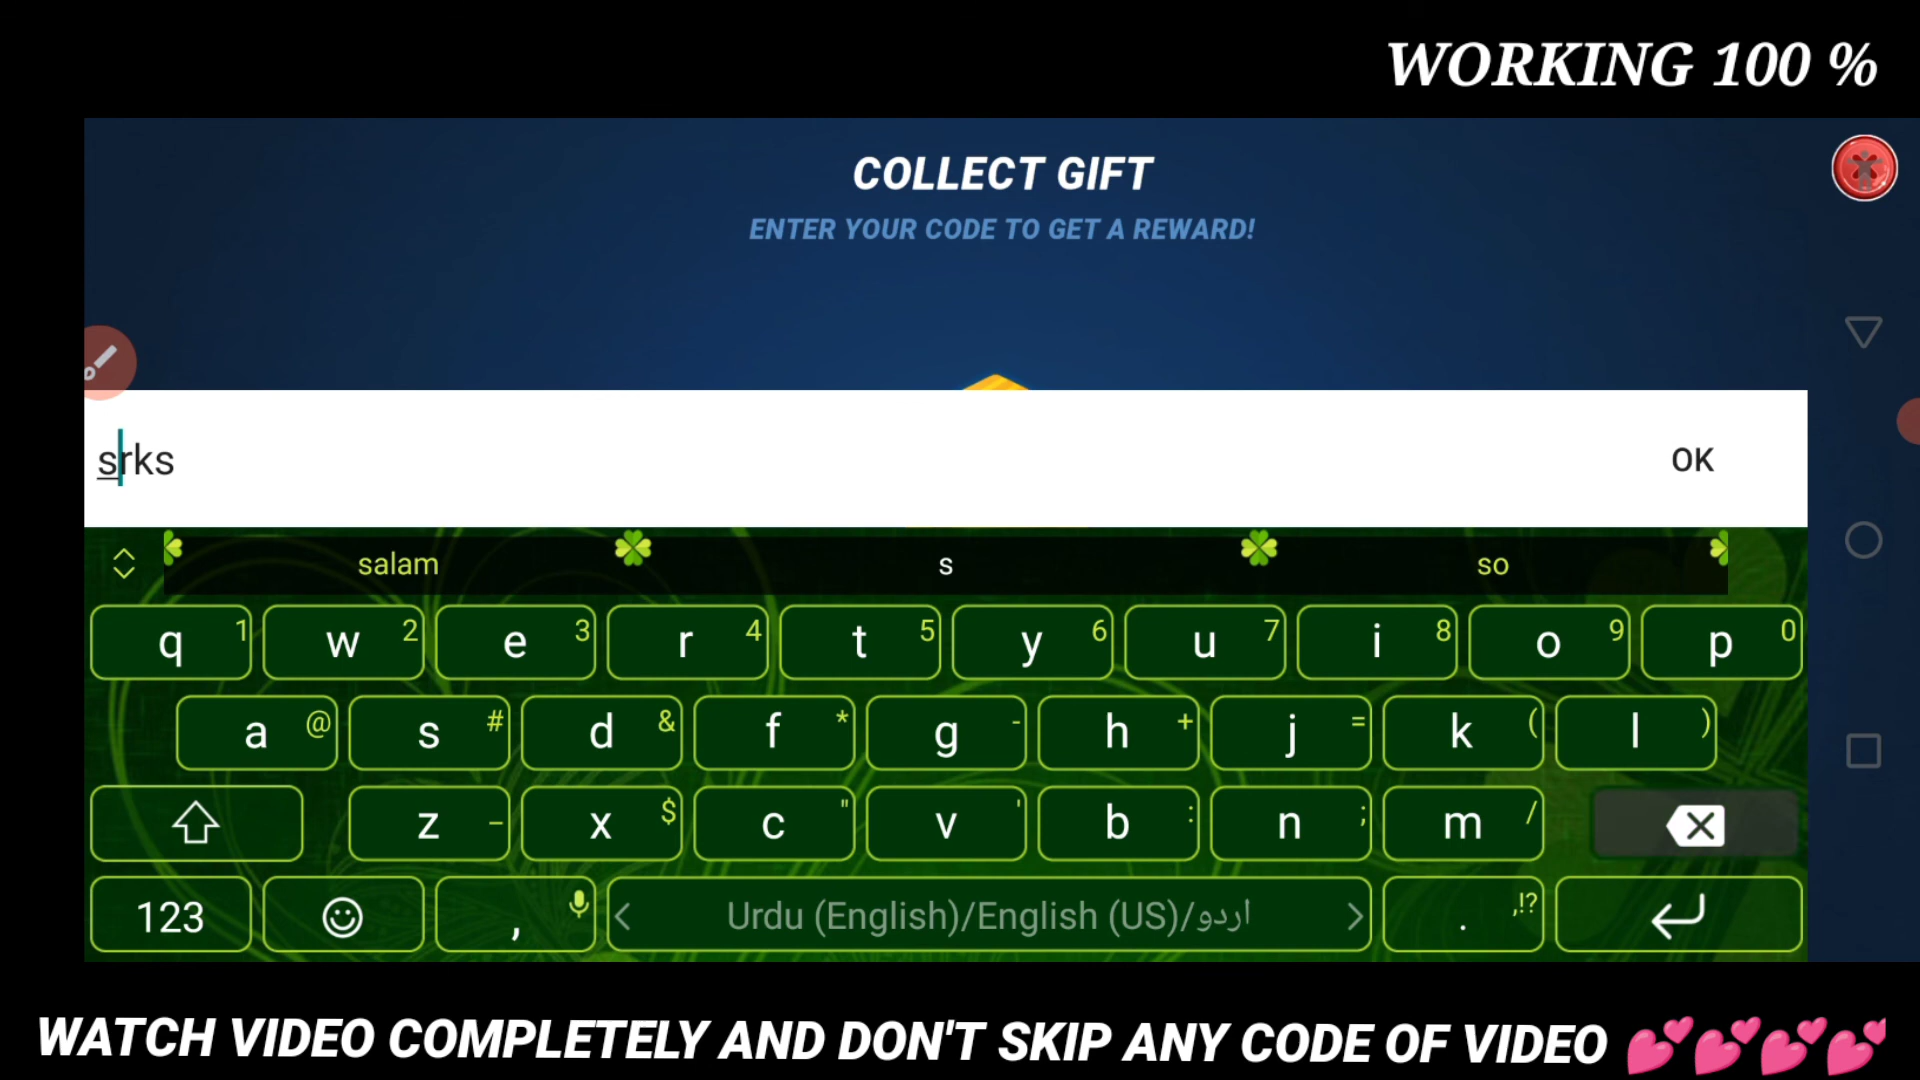 WORKING 100 %
COLLECT GIFT
ENTER YOUR CODE TO GET A REWARD!
srks
OK
salam s so
q 1 w 2 e 3 r 4 t 5 y 6 u 7 i 8 o 9 p 0
a @ s # d & f * g - h + j = k ( l )
z _ x $ c " v ' b : n ; m /
123 , Urdu (English)/English (US)/اردو . ,!?
WATCH VIDEO COMPLETELY AND DON'T SKIP ANY CODE OF VIDEO 💕💕💕💕